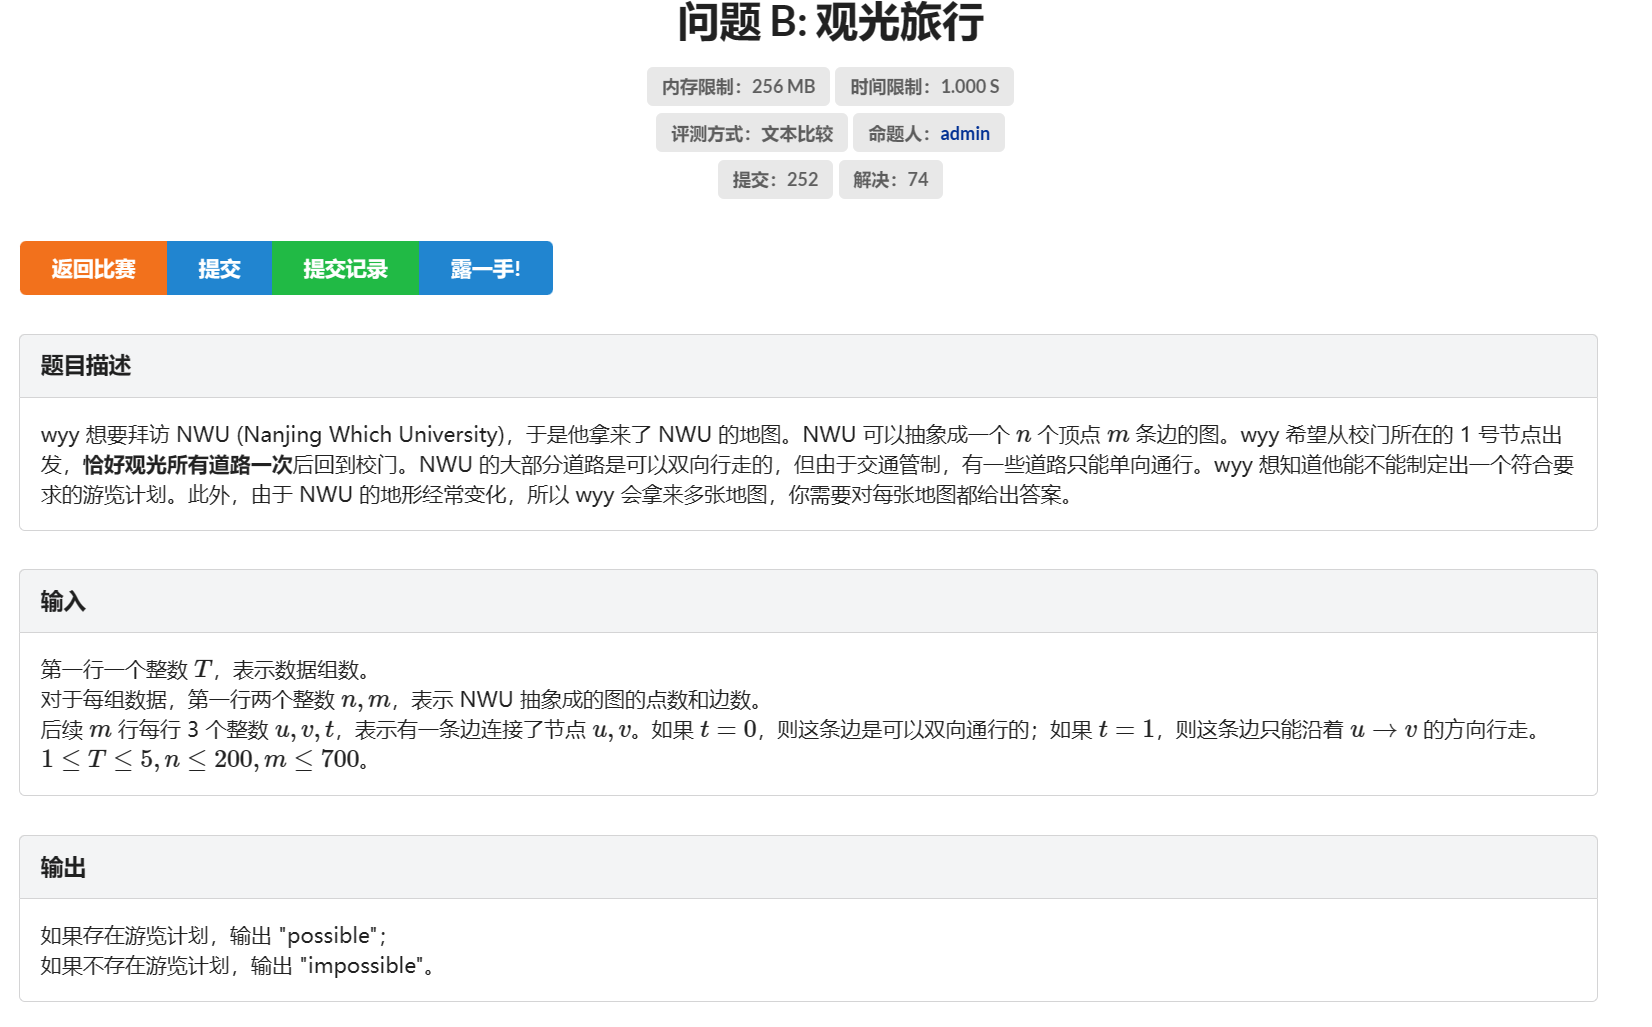 问题 B: 观光旅行
内存限制：256 MB 时间限制：1.000 S
评测方式：文本比较 命题人：admin
提交：252 解决：74
返回比赛 提交 提交记录 露一手!
题目描述
wyy 想要拜访 NWU (Nanjing Which University)，于是他拿来了 NWU 的地图。NWU 可以抽象成一个 n 个顶点 m 条边的图。wyy 希望从校门所在的 1 号节点出
发，恰好观光所有道路一次后回到校门。NWU 的大部分道路是可以双向行走的，但由于交通管制，有一些道路只能单向通行。wyy 想知道他能不能制定出一个符合要
求的游览计划。此外，由于 NWU 的地形经常变化，所以 wyy 会拿来多张地图，你需要对每张地图都给出答案。
输入
第一行一个整数 T，表示数据组数。
对于每组数据，第一行两个整数 n, m，表示 NWU 抽象成的图的点数和边数。
后续 m 行每行 3 个整数 u, v, t，表示有一条边连接了节点 u, v。如果 t = 0，则这条边是可以双向通行的；如果 t = 1，则这条边只能沿着 u → v 的方向行走。
1 ≤ T ≤ 5, n ≤ 200, m ≤ 700。
输出
如果存在游览计划，输出 "possible"；
如果不存在游览计划，输出 "impossible"。